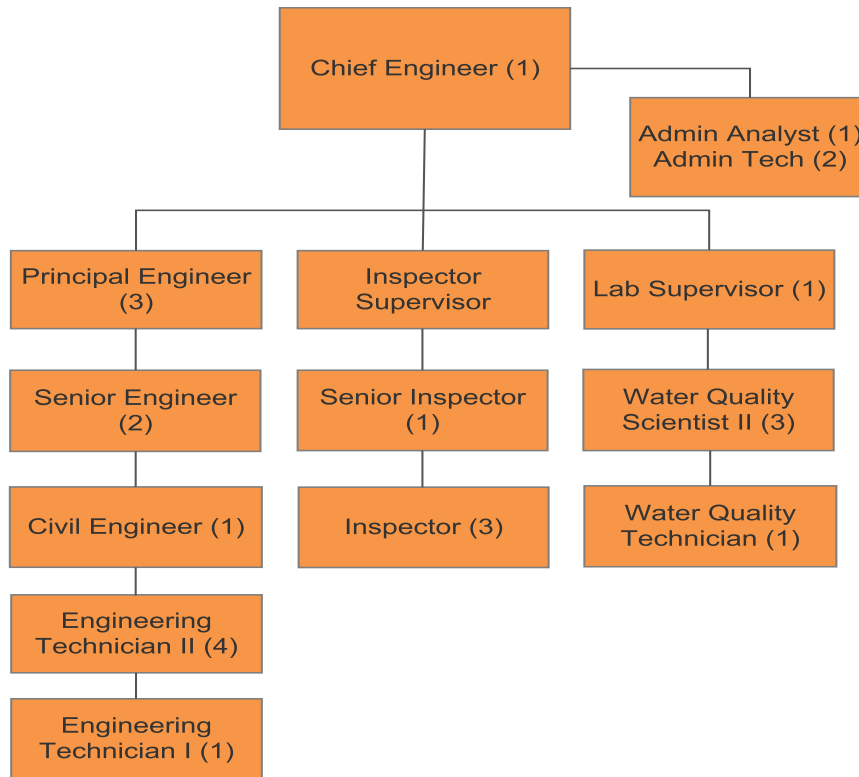 Chief Engineer (1)
Admin Analyst (1)
Admin Tech (2)
Principal Engineer
(3)
Inspector
Supervisor
Lab Supervisor (1)
Senior Engineer
(2)
Senior Inspector
(1)
Water Quality
Scientist II (3)
Civil Engineer (1)
Inspector (3)
Water Quality
Technician (1)
Engineering
Technician II (4)
Engineering
Technician I (1)